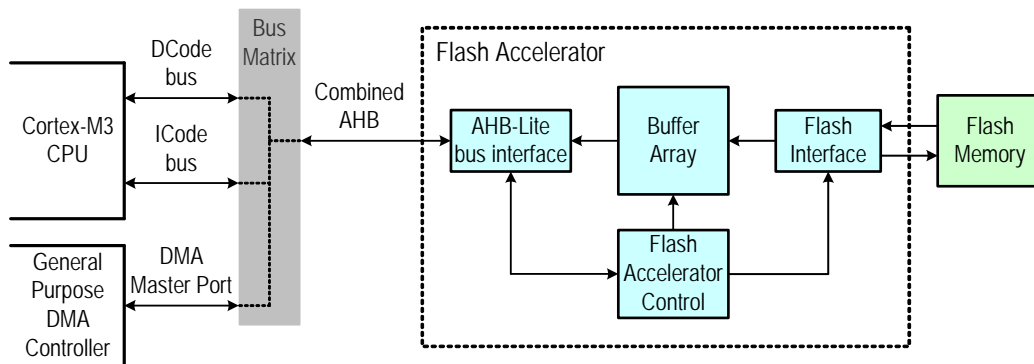 Bus
Matrix
DCode
bus
Cortex-M3
CPU
ICode
bus
General
Purpose
DMA
Controller
DMA
Master Port
Combined
AHB
Flash Accelerator
AHB-Lite
bus interface
Buffer
Array
Flash
Interface
Flash
Memory
Flash
Accelerator
Control